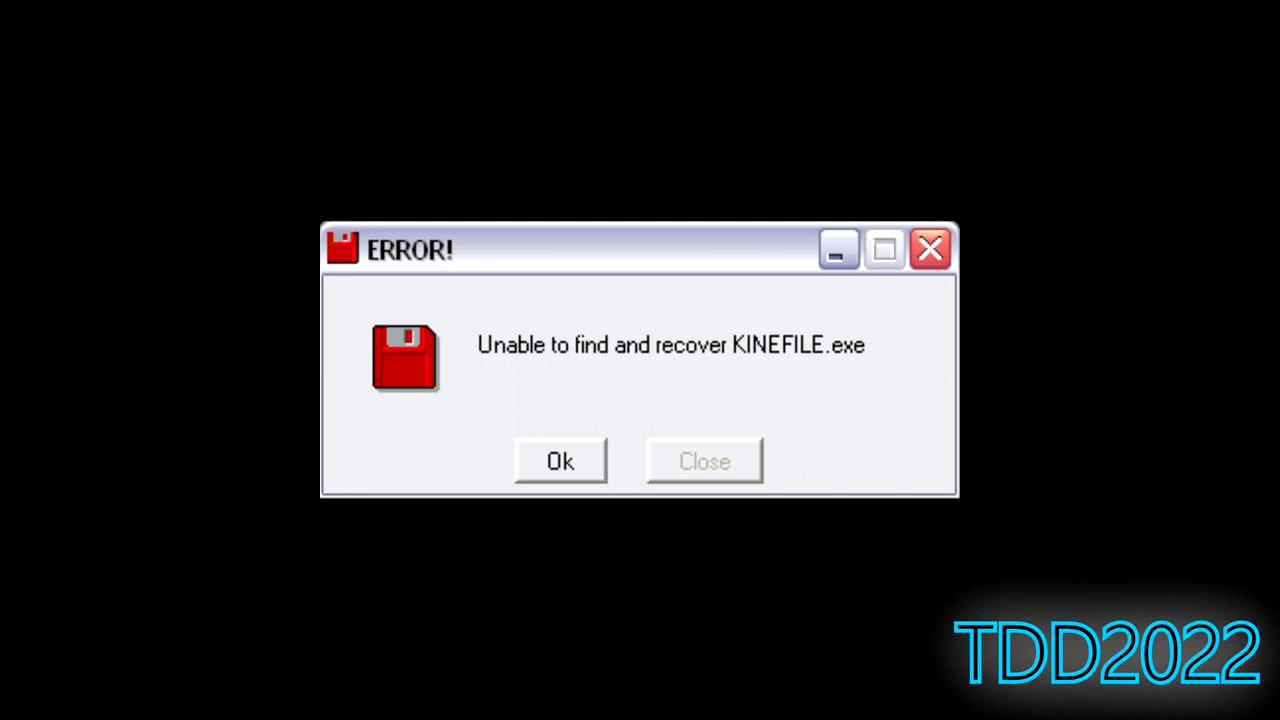 ERROR!
Unable to find and recover KINEFILE.exe
Ok
Close
TDD2022